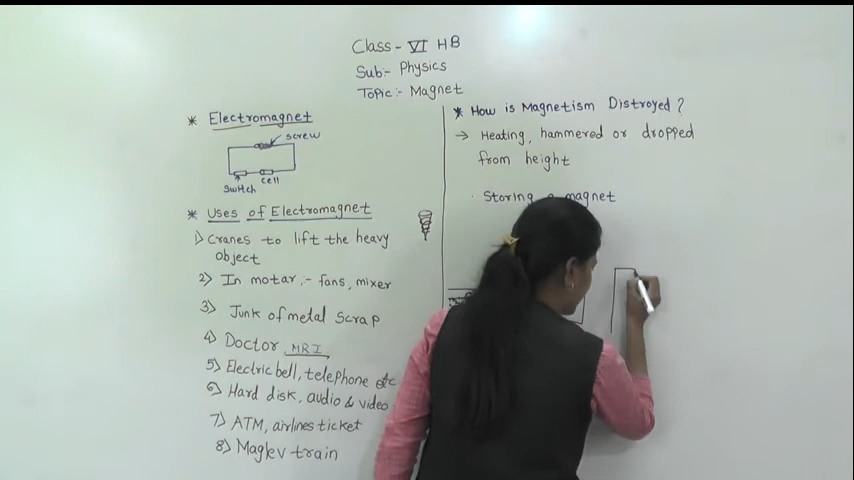 Class - VI HB
Sub:- Physics
Topic:- Magnet
* Electromagnet
screw
cell
switch
* Uses of Electromagnet
1) Cranes to lift the heavy
object
2) In motar :- fans, mixer
3) Junk of metal scrap
4) Doctor MRI
5) Electric bell, telephone etc
6) Hard disk, audio & video
7) ATM, airlines ticket
8) Maglev train
* How is Magnetism Distroyed ?
→ Heating, hammered or dropped
from height
· Storing a magnet